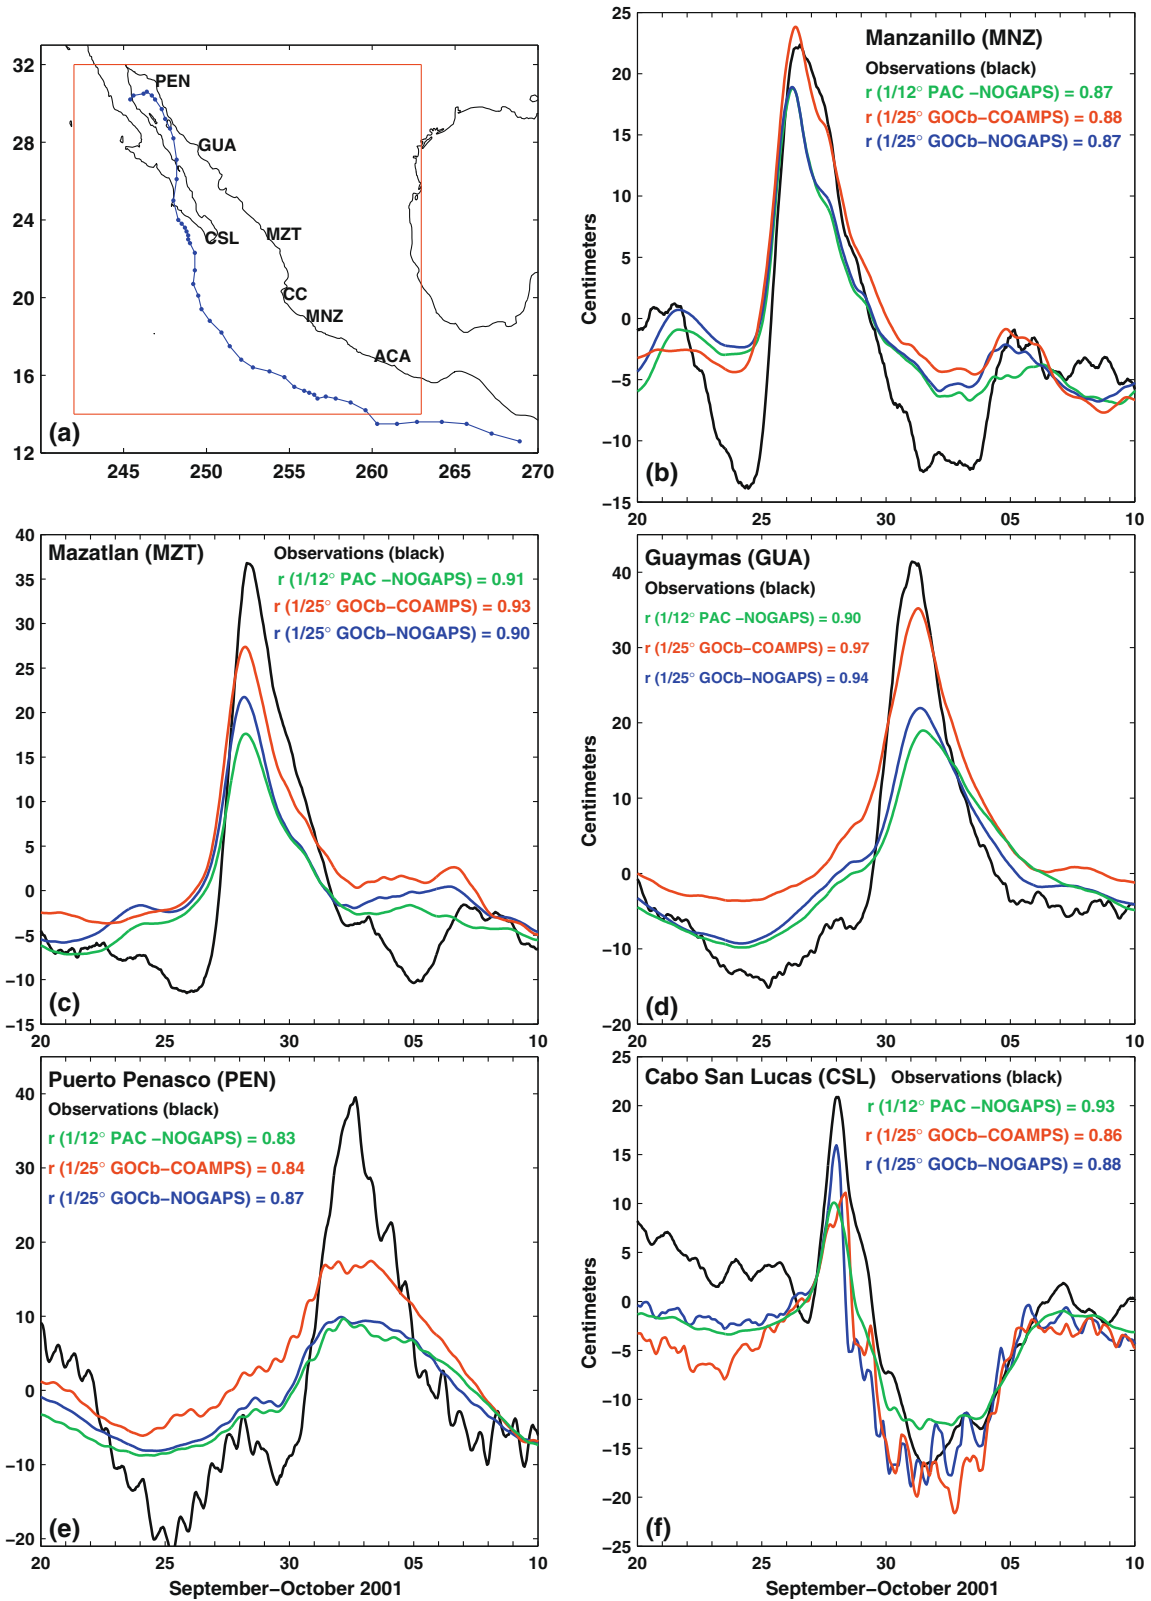 32
28
24
20
16
12
245
250
255
260
265
270
PEN
GUA
CSL
MZT
CC
MNZ
ACA
(a)
25
20
15
10
5
0
−5
−10
−15
20
25
30
05
10
Centimeters
Manzanillo (MNZ)
Observations (black)
r (1/12° PAC −NOGAPS) = 0.87
r (1/25° GOCb−COAMPS) = 0.88
r (1/25° GOCb−NOGAPS) = 0.87
(b)
40
35
30
25
20
15
10
5
0
−5
−10
−15
20
25
30
05
10
Mazatlan (MZT)
Observations (black)
r (1/12° PAC −NOGAPS) = 0.91
r (1/25° GOCb−COAMPS) = 0.93
r (1/25° GOCb−NOGAPS) = 0.90
(c)
40
30
20
10
0
−10
−20
20
25
30
05
10
Centimeters
Guaymas (GUA)
Observations (black)
r (1/12° PAC −NOGAPS) = 0.90
r (1/25° GOCb−COAMPS) = 0.97
r (1/25° GOCb−NOGAPS) = 0.94
(d)
40
30
20
10
0
−10
−20
20
25
30
05
10
September−October 2001
Puerto Penasco (PEN)
Observations (black)
r (1/12° PAC −NOGAPS) = 0.83
r (1/25° GOCb−COAMPS) = 0.84
r (1/25° GOCb−NOGAPS) = 0.87
(e)
25
20
15
10
5
0
−5
−10
−15
−20
−25
20
25
30
05
10
September−October 2001
Centimeters
Cabo San Lucas (CSL) Observations (black)
r (1/12° PAC −NOGAPS) = 0.93
r (1/25° GOCb−COAMPS) = 0.86
r (1/25° GOCb−NOGAPS) = 0.88
(f)